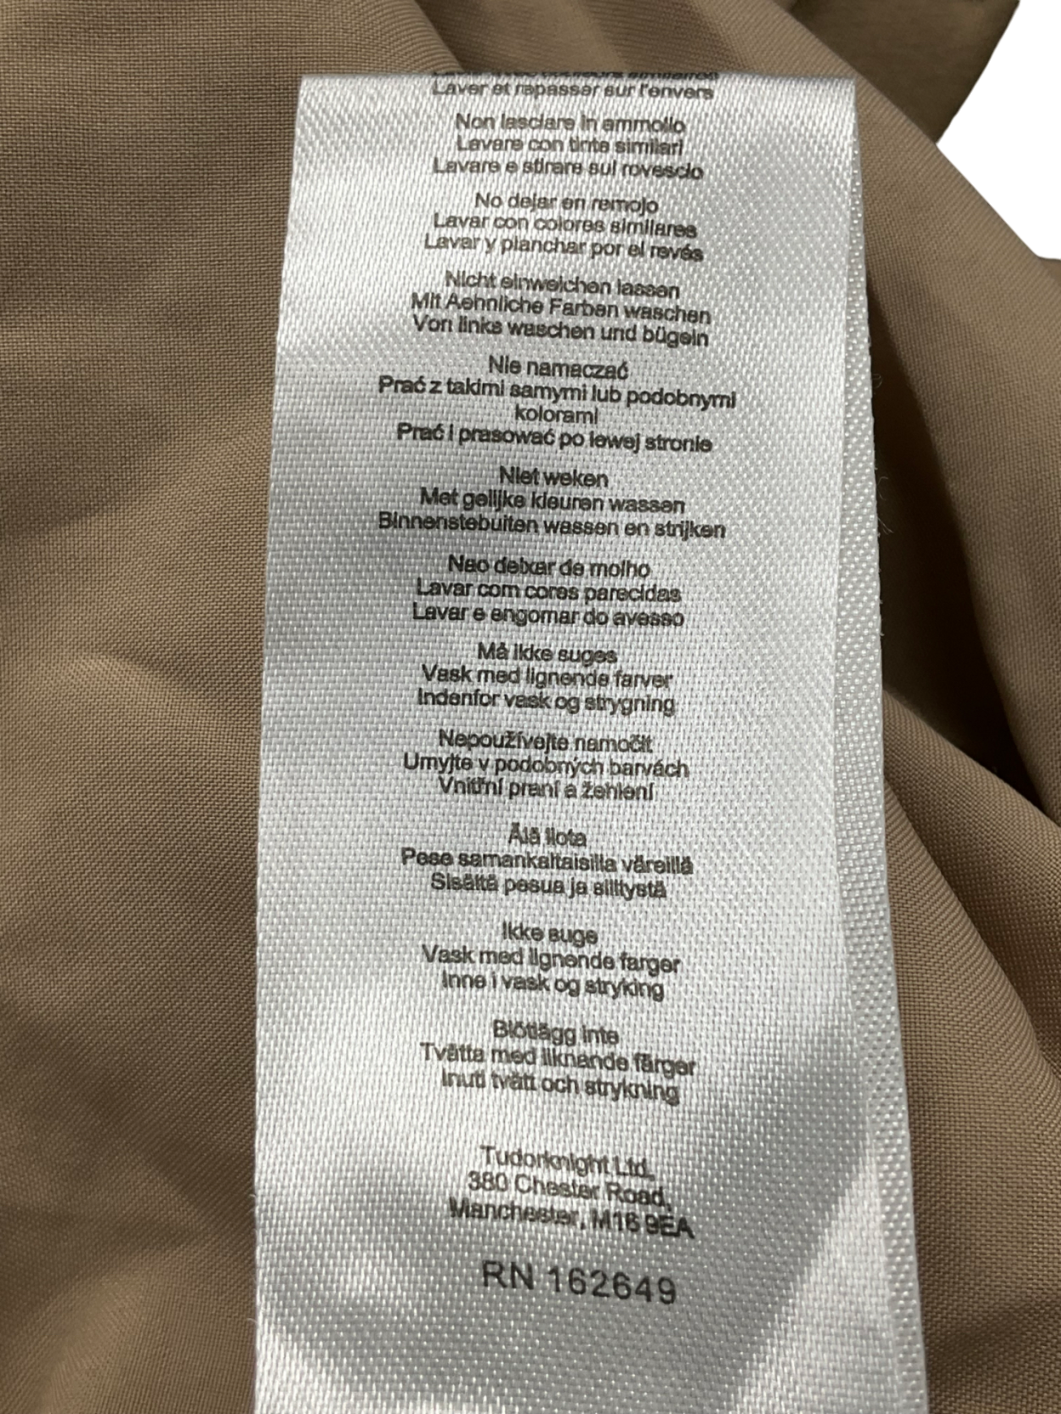 Laver et repasser sur l'envers
Non lasciare in ammollo
Lavare con tinte similari
Lavare e stirare sul rovescio
No dejar en remojo
Lavar con colores similares
Lavar y planchar por el revés
Nicht einweichen lassen
Mit Aehnliche Farben waschen
Von links waschen und bügeln
Nie namaczać
Prać z takimi samymi lub podobnymi
kolorami
Prać i prasować po lewej stronie
Niet weken
Met gelijke kleuren wassen
Binnenstebuiten wassen en strijken
Nao deixar de molho
Lavar com cores parecidas
Lavar e engomar do avesso
Må ikke suges
Vask med lignende farver
Indenfor vask og strygning
Nepoužívejte namočit
Umyjte v podobných barvách
Vnitřní praní a žehlení
Älä liota
Pese samankaltaisilla väreillä
Sisältä pesua ja silitystä
Ikke suge
Vask med lignende farger
Inne i vask og stryking
Blötlägg inte
Tvätta med liknande färger
Inuti tvätt och strykning
Tudorknight Ltd,
380 Chester Road,
Manchester, M16 9EA
RN 162649